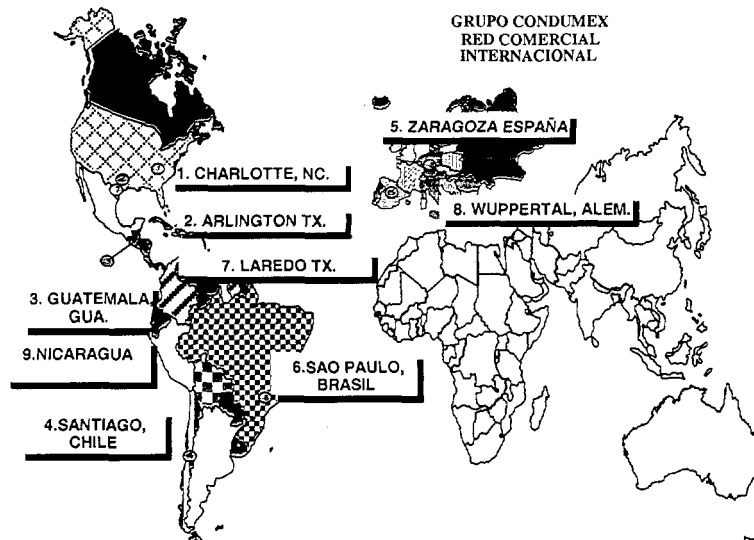 GRUPO CONDUMEX
RED COMERCIAL
INTERNACIONAL
5. ZARAGOZA ESPAÑA
1. CHARLOTTE, NC.
2. ARLINGTON TX.
8. WUPPERTAL, ALEM.
7. LAREDO TX.
3. GUATEMALA,
GUA.
9.NICARAGUA
6.SAO PAULO,
BRASIL
4.SANTIAGO,
CHILE